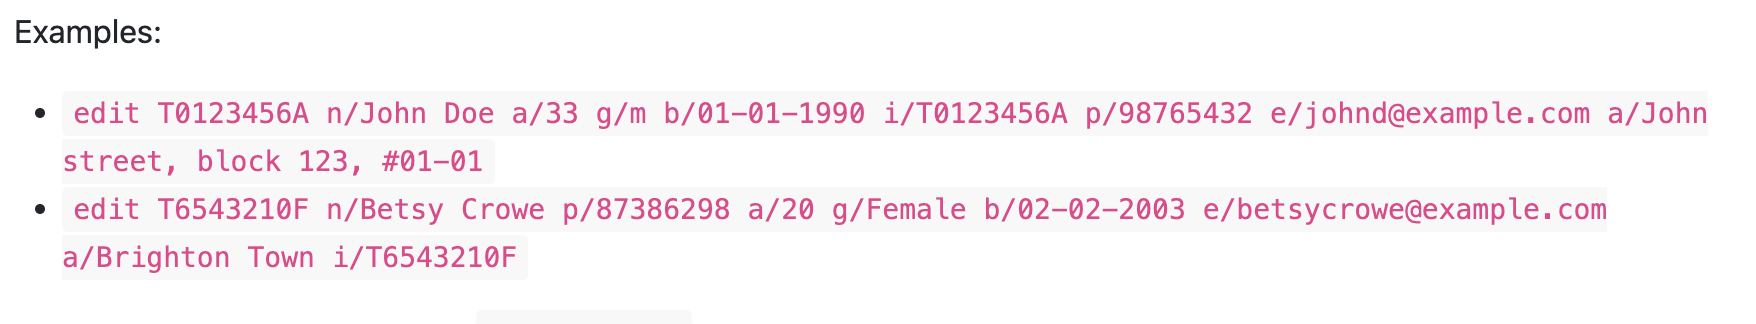 Examples:
edit T0123456A n/John Doe a/33 g/m b/01-01-1990 i/T0123456A p/98765432 e/johnd@example.com a/John
street, block 123, #01-01
edit T6543210F n/Betsy Crowe p/87386298 a/20 g/Female b/02-02-2003 e/betsycrowe@example.com
a/Brighton Town i/T6543210F